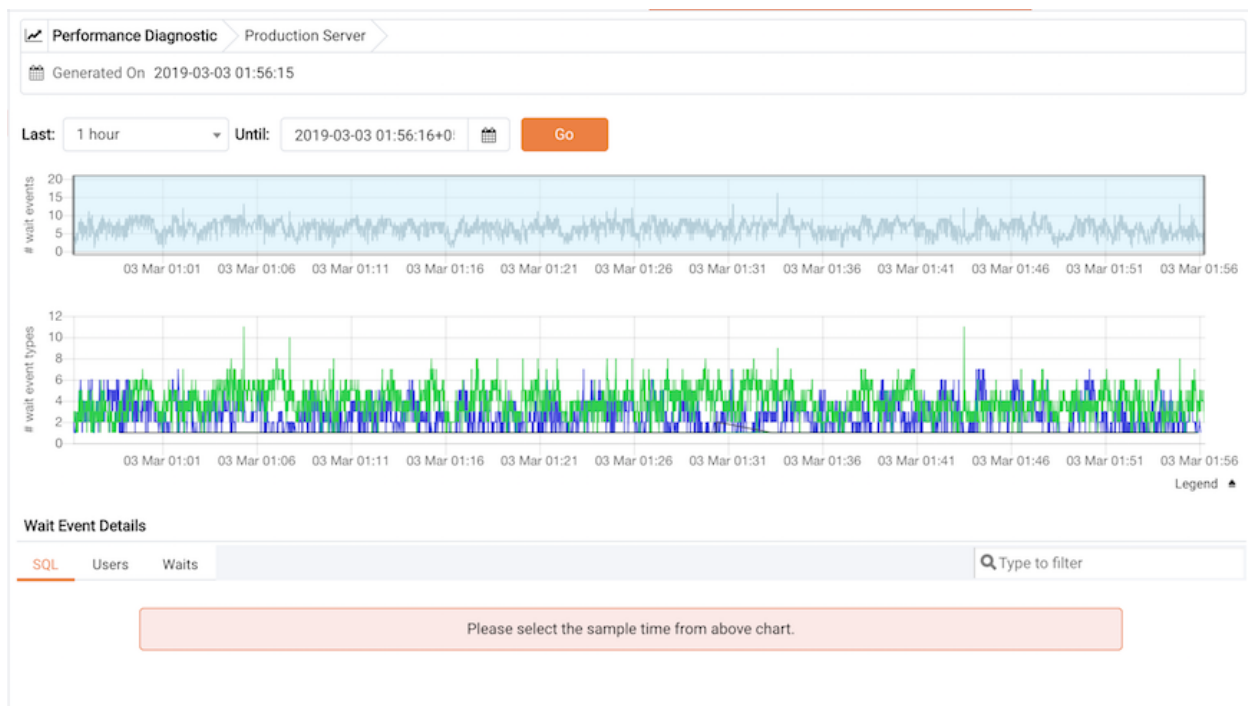 Performance Diagnostic Production Server
Generated On 2019-03-03 01:56:15
Last: 1 hour Until: 2019-03-03 01:56:16+0 Go
# wait events
20
15
10
5
0
03 Mar 01:01 03 Mar 01:06 03 Mar 01:11 03 Mar 01:16 03 Mar 01:21 03 Mar 01:26 03 Mar 01:31 03 Mar 01:36 03 Mar 01:41 03 Mar 01:46 03 Mar 01:51 03 Mar 01:56
# wait event types
12
10
8
6
4
2
0
03 Mar 01:01 03 Mar 01:06 03 Mar 01:11 03 Mar 01:16 03 Mar 01:21 03 Mar 01:26 03 Mar 01:31 03 Mar 01:36 03 Mar 01:41 03 Mar 01:46 03 Mar 01:51 03 Mar 01:56
Legend
Wait Event Details
SQL Users Waits Type to filter
Please select the sample time from above chart.